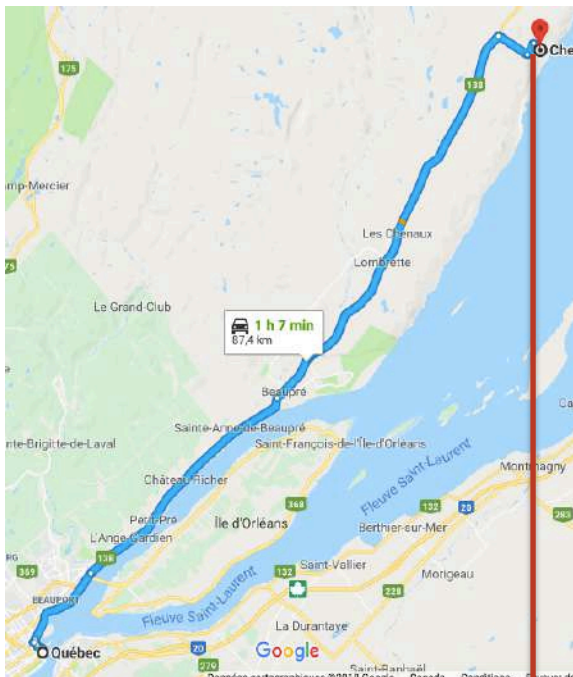 Che
175
138
amp-Mercier
Les Chenaux
Lombrette
75
Le Grand-Club
1 h 7 min
87,4 km
Beaupré
Sainte-Anne-de-Beaupré
Saint-François-de-l'Île-d'Orléans
nte-Brigitte-de-Laval
Château-Richer
Montmagny
Fleuve Saint-Laurent
368
132
20
283
Petit-Pré
Île d'Orléans
Berthier-sur-Mer
L'Ange-Gardien
138
369
132
Saint-Vallier
Morigeau
BEAUPORT
228
Fleuve Saint-Laurent
La Durantaye
Québec
20
Google
279
Saint-Raphaël